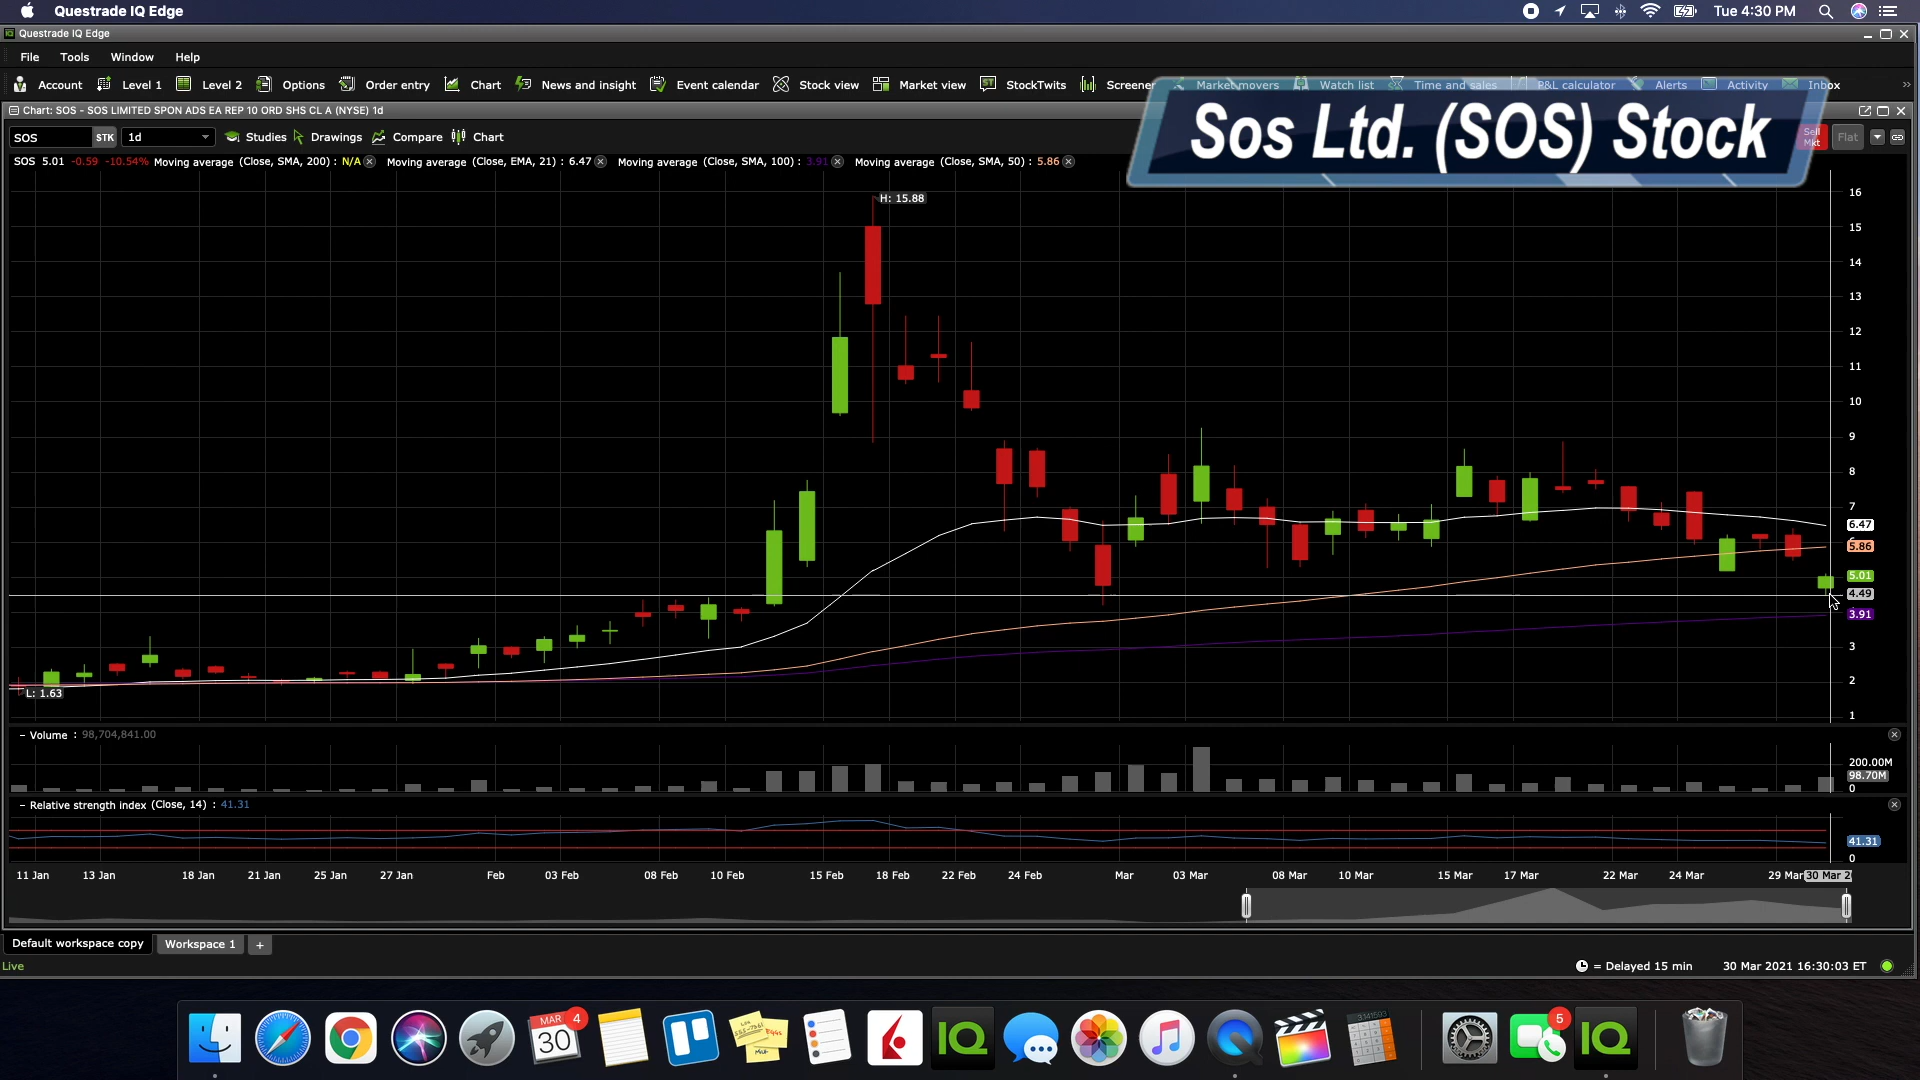 Questrade IQ Edge
Tue 4:30 PM
Questrade IQ Edge
File Tools Window Help
Account Level 1 Level 2 Options Order entry Chart News and insight Event calendar Stock view Market view StockTwits Screener Market movers Watch list Time and sales P&L calculator Alerts Activity Inbox
Chart: SOS - SOS LIMITED SPON ADS EA REP 10 ORD SHS CL A (NYSE) 1d
Sos Ltd. (SOS) Stock
SOS STK 1d Studies Drawings Compare Chart
Sell
Mkt
Flat
SOS 5.01 -0.59 -10.54% Moving average (Close, SMA, 200) : N/A Moving average (Close, EMA, 21) : 6.47 Moving average (Close, SMA, 100) : 3.91 Moving average (Close, SMA, 50) : 5.86
H: 15.88
16
15
14
13
12
11
10
9
8
7
6.47
5.86
5.01
4.49
3.91
3
2
1
L: 1.63
– Volume : 98,704,841.00
200.00M
98.70M
0
– Relative strength index (Close, 14) : 41.31
41.31
0
11 Jan 13 Jan 18 Jan 21 Jan 25 Jan 27 Jan Feb 03 Feb 08 Feb 10 Feb 15 Feb 18 Feb 22 Feb 24 Feb Mar 03 Mar 08 Mar 10 Mar 15 Mar 17 Mar 22 Mar 24 Mar 29 Mar 30 Mar 2
Default workspace copy Workspace 1 +
Live
= Delayed 15 min 30 Mar 2021 16:30:03 ET
MAR 4
30
Eggs
Milk
IQ
5
IQ